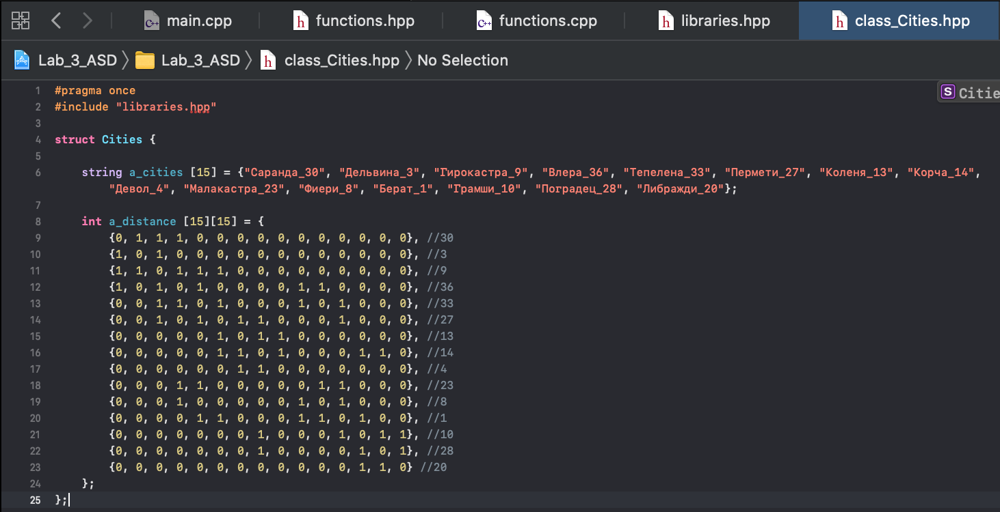 main.cpp functions.hpp functions.cpp libraries.hpp class_Cities.hpp
Lab_3_ASD Lab_3_ASD class_Cities.hpp No Selection
1 #pragma once
2 #include "libraries.hpp"
S Citie
3
4 struct Cities {
5
6 string a_cities [15] = {"Саранда_30", "Дельвина_3", "Гирокастра_9", "Влера_36", "Тепелена_33", "Пермети_27", "Коленя_13", "Корча_14",
"Девол_4", "Малакастра_23", "Фиери_8", "Берат_1", "Грамши_10", "Поградец_28", "Либражди_20"};
7
8 int a_distance [15][15] = {
9 {0, 1, 1, 1, 0, 0, 0, 0, 0, 0, 0, 0, 0, 0, 0}, //30
10 {1, 0, 1, 0, 0, 0, 0, 0, 0, 0, 0, 0, 0, 0, 0}, //3
11 {1, 1, 0, 1, 1, 1, 0, 0, 0, 0, 0, 0, 0, 0, 0}, //9
12 {1, 0, 1, 0, 1, 0, 0, 0, 0, 1, 1, 0, 0, 0, 0}, //36
13 {0, 0, 1, 1, 0, 1, 0, 0, 0, 1, 0, 1, 0, 0, 0}, //33
14 {0, 0, 1, 0, 1, 0, 1, 1, 0, 0, 0, 1, 0, 0, 0}, //27
15 {0, 0, 0, 0, 0, 1, 0, 1, 1, 0, 0, 0, 0, 0, 0}, //13
16 {0, 0, 0, 0, 0, 1, 1, 0, 1, 0, 0, 0, 1, 1, 0}, //14
17 {0, 0, 0, 0, 0, 0, 1, 1, 0, 0, 0, 0, 0, 0, 0}, //4
18 {0, 0, 0, 1, 1, 0, 0, 0, 0, 0, 1, 1, 0, 0, 0}, //23
19 {0, 0, 0, 1, 0, 0, 0, 0, 0, 1, 0, 1, 0, 0, 0}, //8
20 {0, 0, 0, 0, 1, 1, 0, 0, 0, 1, 1, 0, 1, 0, 0}, //1
21 {0, 0, 0, 0, 0, 0, 0, 1, 0, 0, 0, 1, 0, 1, 1}, //10
22 {0, 0, 0, 0, 0, 0, 0, 1, 0, 0, 0, 0, 1, 0, 1}, //28
23 {0, 0, 0, 0, 0, 0, 0, 0, 0, 0, 0, 0, 1, 1, 0} //20
24 };
25 };